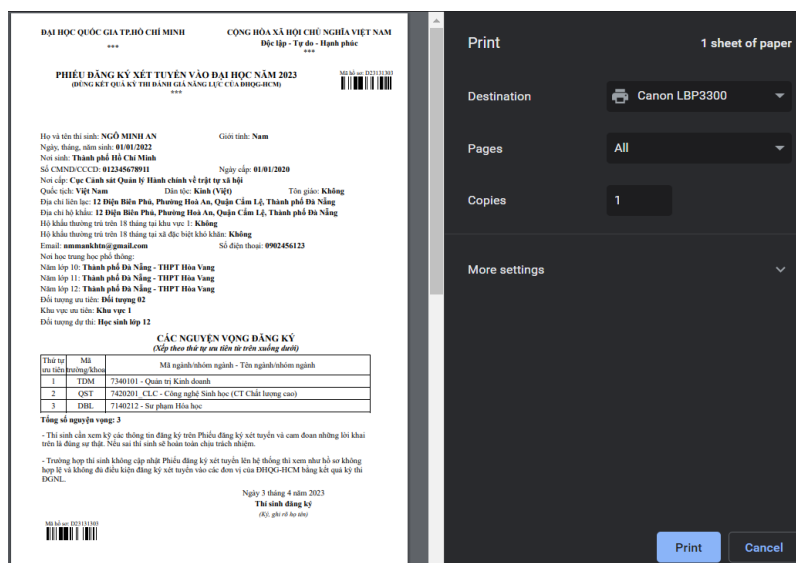 ĐẠI HỌC QUỐC GIA TP.HỒ CHÍ MINH
***
CỘNG HÒA XÃ HỘI CHỦ NGHĨA VIỆT NAM
Độc lập - Tự do - Hạnh phúc
***
PHIẾU ĐĂNG KÝ XÉT TUYỂN VÀO ĐẠI HỌC NĂM 2023
(DÙNG KẾT QUẢ KỲ THI ĐÁNH GIÁ NĂNG LỰC CỦA ĐHQG-HCM)
***
Mã hồ sơ: D23131303
Họ và tên thí sinh: NGÔ MINH AN Giới tính: Nam
Ngày, tháng, năm sinh: 01/01/2022
Nơi sinh: Thành phố Hồ Chí Minh
Số CMND/CCCD: 012345678911 Ngày cấp: 01/01/2020
Nơi cấp: Cục Cảnh sát Quản lý Hành chính về trật tự xã hội
Quốc tịch: Việt Nam Dân tộc: Kinh (Việt) Tôn giáo: Không
Địa chỉ liên lạc: 12 Điện Biên Phủ, Phường Hoà An, Quận Cẩm Lệ, Thành phố Đà Nẵng
Địa chỉ hộ khẩu: 12 Điện Biên Phủ, Phường Hoà An, Quận Cẩm Lệ, Thành phố Đà Nẵng
Hộ khẩu thường trú trên 18 tháng tại khu vực 1: Không
Hộ khẩu thường trú trên 18 tháng tại xã đặc biệt khó khăn: Không
Email: nmmankhtn@gmail.com Số điện thoại: 0902456123
Nơi học trung học phổ thông:
Năm lớp 10: Thành phố Đà Nẵng - THPT Hòa Vang
Năm lớp 11: Thành phố Đà Nẵng - THPT Hòa Vang
Năm lớp 12: Thành phố Đà Nẵng - THPT Hòa Vang
Đối tượng ưu tiên: Đối tượng 02
Khu vực ưu tiên: Khu vực 1
Đối tượng dự thi: Học sinh lớp 12
CÁC NGUYỆN VỌNG ĐĂNG KÝ
(Xếp theo thứ tự ưu tiên từ trên xuống dưới)
Thứ tự ưu tiên Mã trường/khoa Mã ngành/nhóm ngành - Tên ngành/nhóm ngành
1 TDM 7340101 - Quản trị Kinh doanh
2 QST 7420201_CLC - Công nghệ Sinh học (CT Chất lượng cao)
3 DBL 7140212 - Sư phạm Hóa học
Tổng số nguyện vọng: 3
- Thí sinh cần xem kỹ các thông tin đăng ký trên Phiếu đăng ký xét tuyển và cam đoan những lời khai
trên là đúng sự thật. Nếu sai thí sinh sẽ hoàn toàn chịu trách nhiệm.
- Trường hợp thí sinh không cập nhật Phiếu đăng ký xét tuyển lên hệ thống thì xem như hồ sơ không
hợp lệ và không đủ điều kiện đăng ký xét tuyển vào các đơn vị của ĐHQG-HCM bằng kết quả kỳ thi
ĐGNL.
Ngày 3 tháng 4 năm 2023
Thí sinh đăng ký
(Ký, ghi rõ họ tên)
Mã hồ sơ: D23131303
Print 1 sheet of paper
Destination Canon LBP3300
Pages All
Copies 1
More settings
Print Cancel